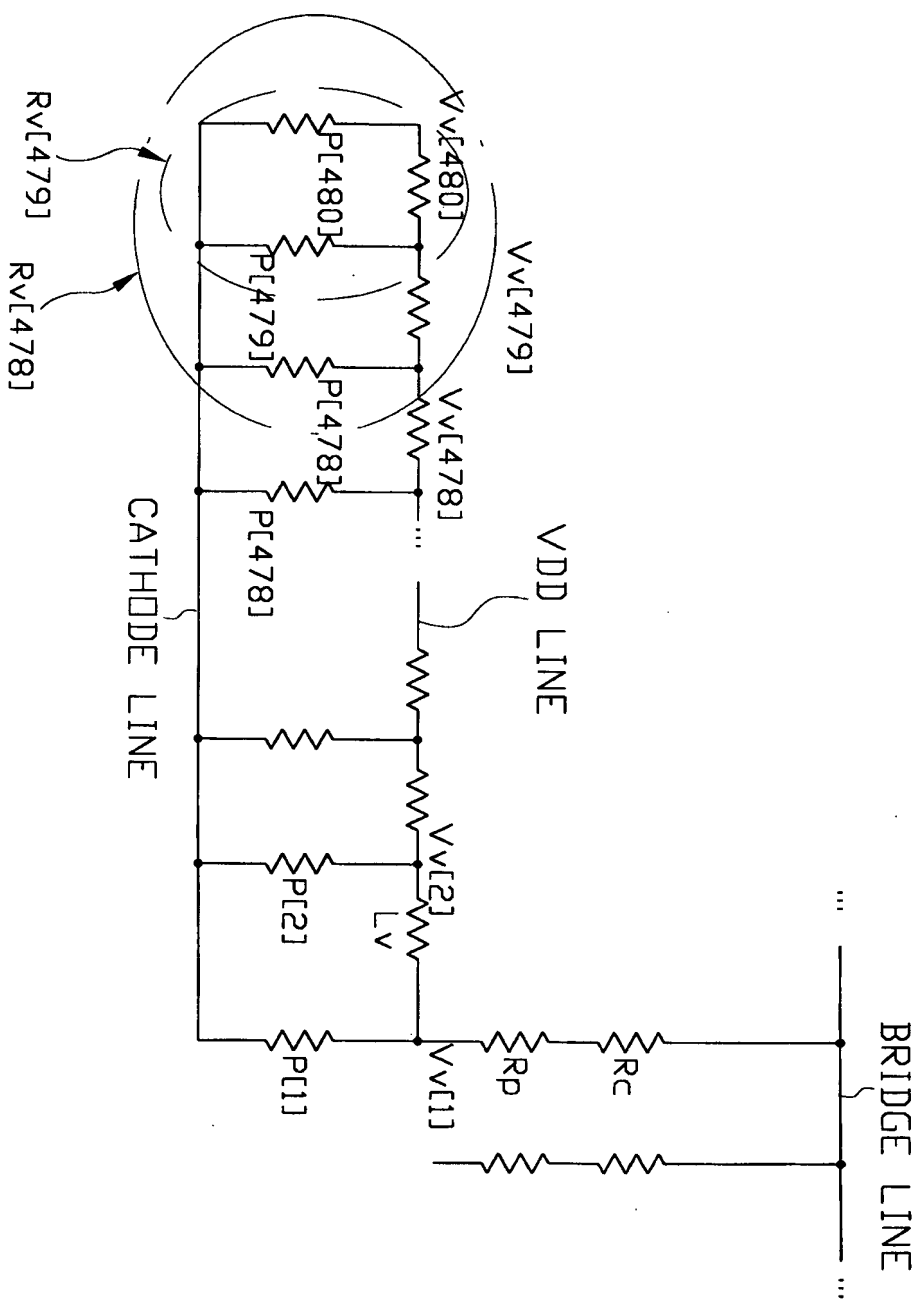 BRIDGE LINE
...
...
Rc
VDD LINE
Vv[479]
Rp
Vv[480]
Vv[478]
Vv[2]
Vv[1]
...
Lv
P[480]
P[478]
P[2]
P[1]
P[479]
P[478]
CATHODE LINE
Rv[479]
Rv[478]